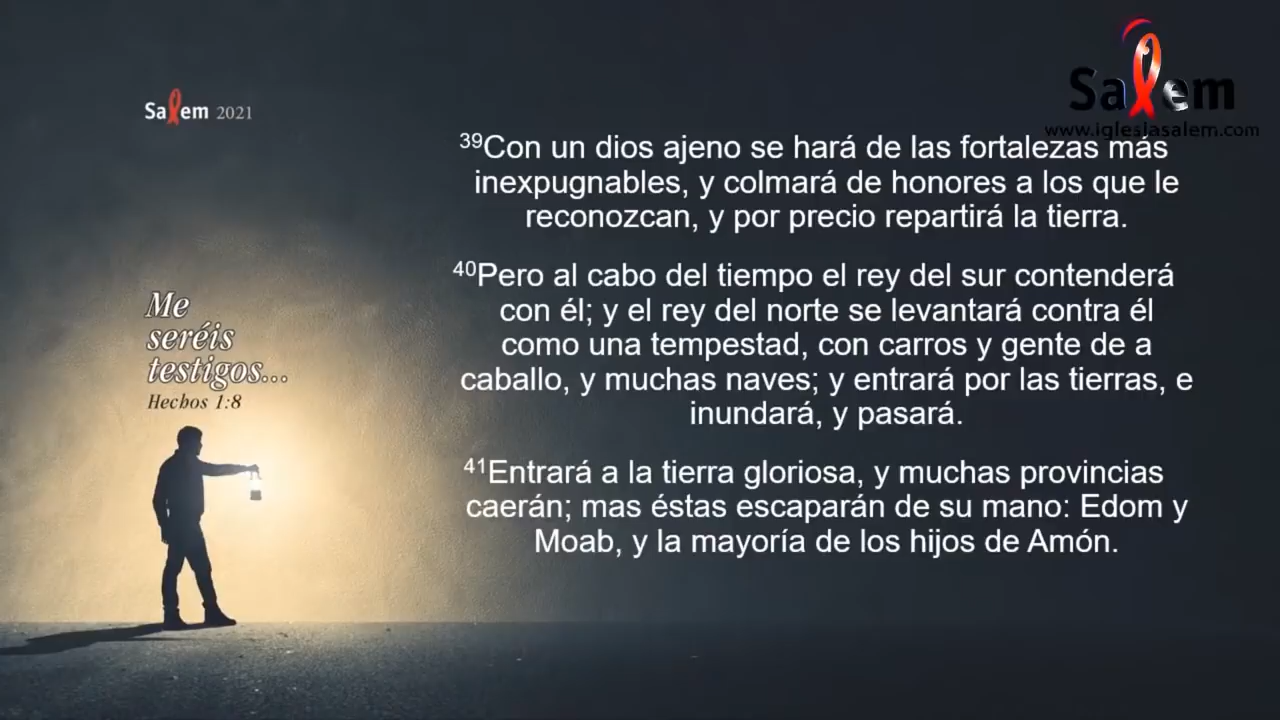 Salem
www.iglesiasalem.com
Salem 2021
39Con un dios ajeno se hará de las fortalezas más
inexpugnables, y colmará de honores a los que le
reconozcan, y por precio repartirá la tierra.
40Pero al cabo del tiempo el rey del sur contenderá
con él; y el rey del norte se levantará contra él
como una tempestad, con carros y gente de a
caballo, y muchas naves; y entrará por las tierras, e
inundará, y pasará.
41Entrará a la tierra gloriosa, y muchas provincias
caerán; mas éstas escaparán de su mano: Edom y
Moab, y la mayoría de los hijos de Amón.
Me
seréis
testigos...
Hechos 1:8